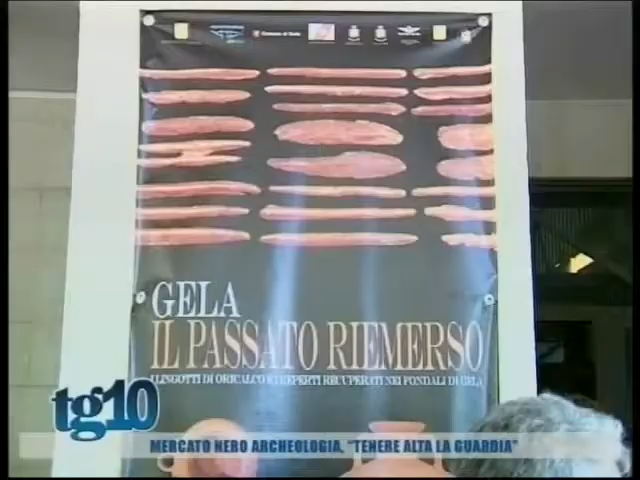 GELA
IL PASSATO RIEMERSO
I LINGOTTI DI ORICALCO E I REPERTI RECUPERATI NEI FONDALI DI GELA
tg10
MERCATO NERO ARCHEOLOGIA, "TENERE ALTA LA GUARDIA"